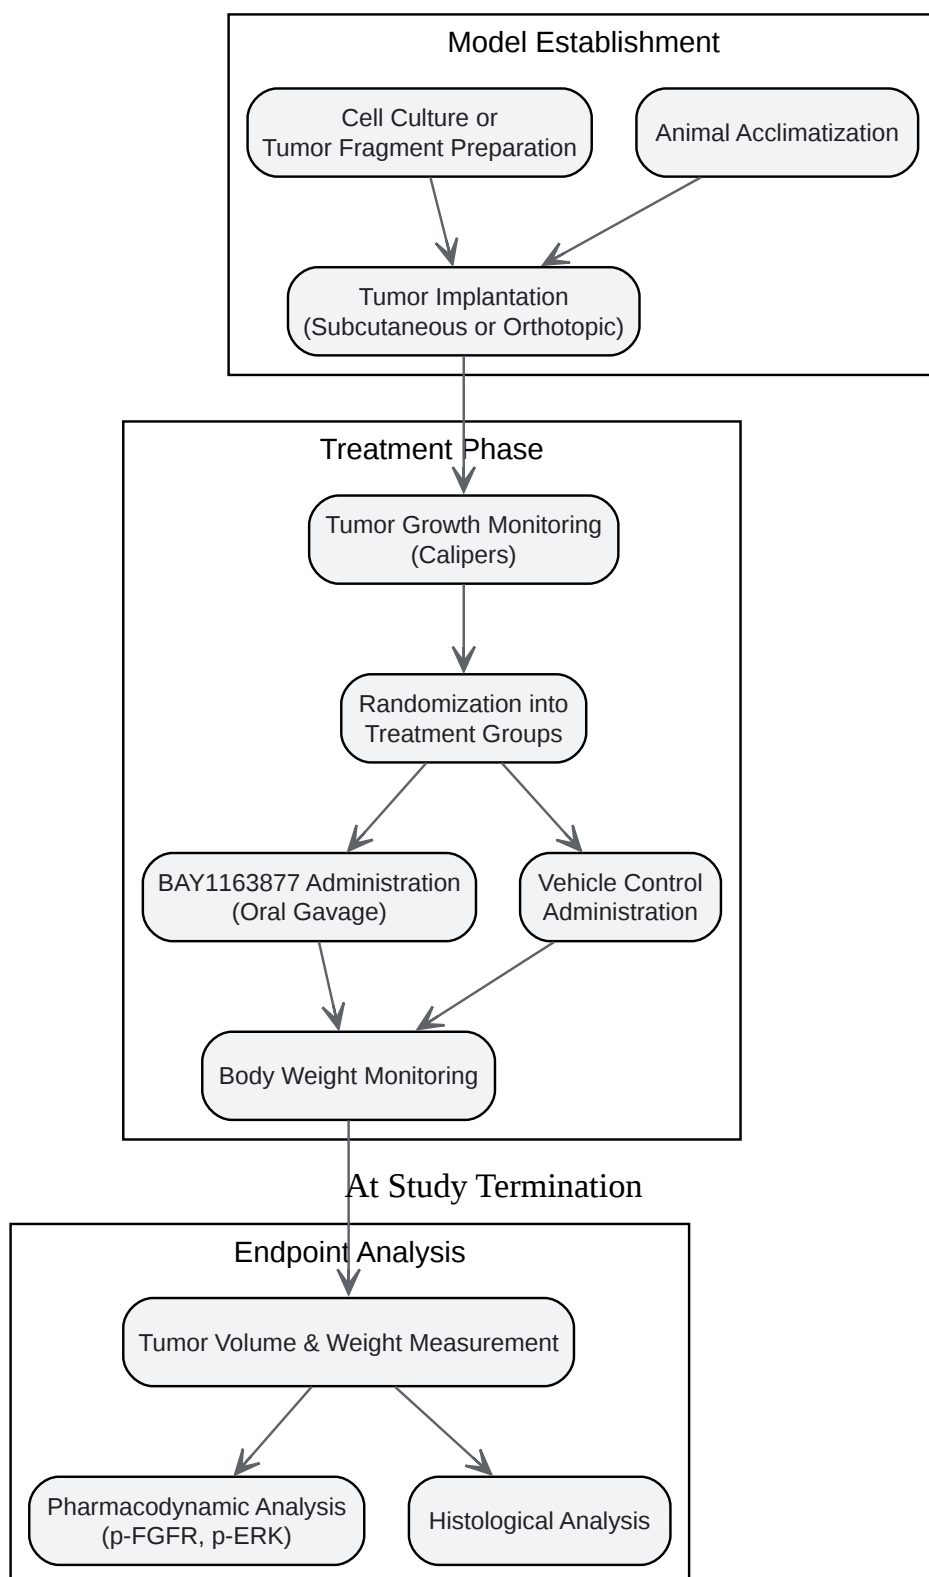 Model Establishment
Cell Culture or
Tumor Fragment Preparation
Animal Acclimatization
Tumor Implantation
(Subcutaneous or Orthotopic)
Treatment Phase
Tumor Growth Monitoring
(Calipers)
Randomization into
Treatment Groups
BAY1163877 Administration
(Oral Gavage)
Vehicle Control
Administration
Body Weight Monitoring
At Study Termination
Endpoint Analysis
Tumor Volume & Weight Measurement
Pharmacodynamic Analysis
(p-FGFR, p-ERK)
Histological Analysis